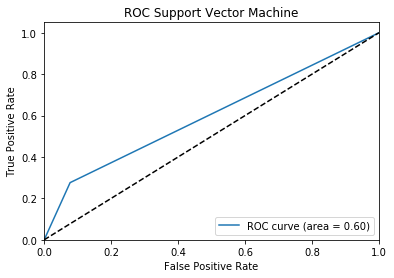 ROC Support Vector Machine
True Positive Rate
1.0
0.8
0.6
0.4
0.2
0.0
ROC curve (area = 0.60)
0.0 0.2 0.4 0.6 0.8 1.0
False Positive Rate